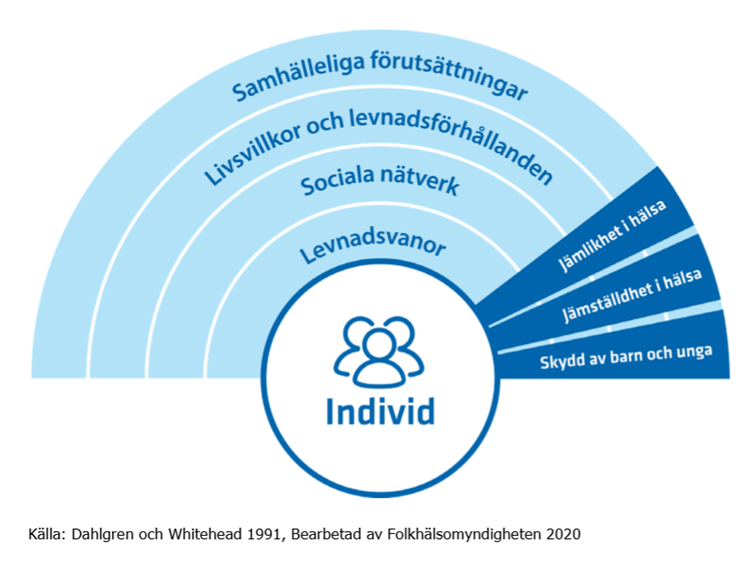 Samhälleliga förutsättningar
Livsvillkor och levnadsförhållanden
Sociala nätverk
Levnadsvanor
Jämlikhet i hälsa
Jämställdhet i hälsa
Skydd av barn och unga
Individ
Källa: Dahlgren och Whitehead 1991, Bearbetad av Folkhälsomyndigheten 2020